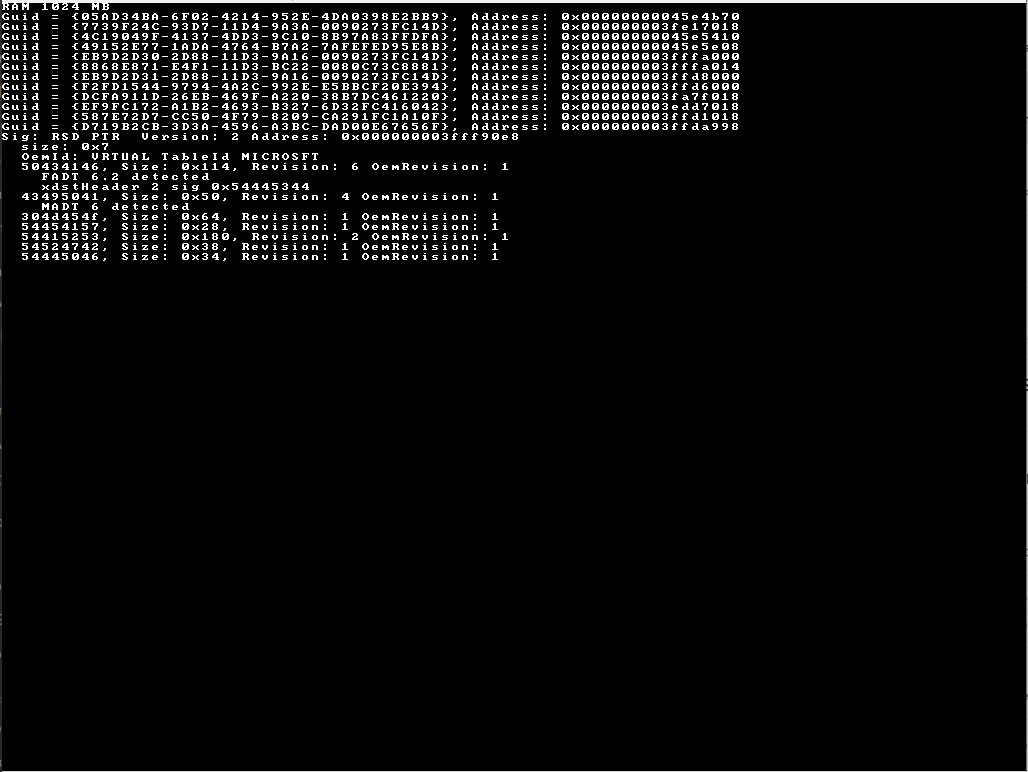 RAM 1024 MB
Guid = {05AD34BA-6F02-4214-952E-4DA0398E2BB9}, Address: 0x00000000045e4b70
Guid = {7739F24C-93D7-11D4-9A3A-0090273FC14D}, Address: 0x000000003fe17018
Guid = {4C19049F-4137-4DD3-9C10-8B97A83FFDFA}, Address: 0x00000000045e5410
Guid = {49152E77-1ADA-4764-B7A2-7AFEFED95E8B}, Address: 0x00000000045e5e08
Guid = {EB9D2D30-2D88-11D3-9A16-0090273FC14D}, Address: 0x000000003fffa000
Guid = {8868E871-E4F1-11D3-BC22-0080C73C8881}, Address: 0x000000003fffa014
Guid = {EB9D2D31-2D88-11D3-9A16-0090273FC14D}, Address: 0x000000003ffd8000
Guid = {F2FD1544-9794-4A2C-992E-E5BBCF20E394}, Address: 0x000000003ffd6000
Guid = {DCFA911D-26EB-469F-A220-38B7DC461220}, Address: 0x000000003fa7f018
Guid = {EF9FC172-A1B2-4693-B327-6D32FC416042}, Address: 0x000000003edd7018
Guid = {587E72D7-CC50-4F79-8209-CA291FC1A10F}, Address: 0x000000003ffd1018
Guid = {D719B2CB-3D3A-4596-A3BC-DAD00E67656F}, Address: 0x000000003ffda998
Sig: RSD PTR  Version: 2 Address: 0x000000003fff90e8
size: 0x7
OemId: VRTUAL TableId MICROSFT
50434146, Size: 0x114, Revision: 6 OemRevision: 1
FADT 6.2 detected
xdstHeader 2 sig 0x54445344
43495041, Size: 0x50, Revision: 4 OemRevision: 1
MADT 6 detected
304d454f, Size: 0x64, Revision: 1 OemRevision: 1
54454157, Size: 0x28, Revision: 1 OemRevision: 1
54415253, Size: 0x180, Revision: 2 OemRevision: 1
54524742, Size: 0x38, Revision: 1 OemRevision: 1
54445046, Size: 0x34, Revision: 1 OemRevision: 1